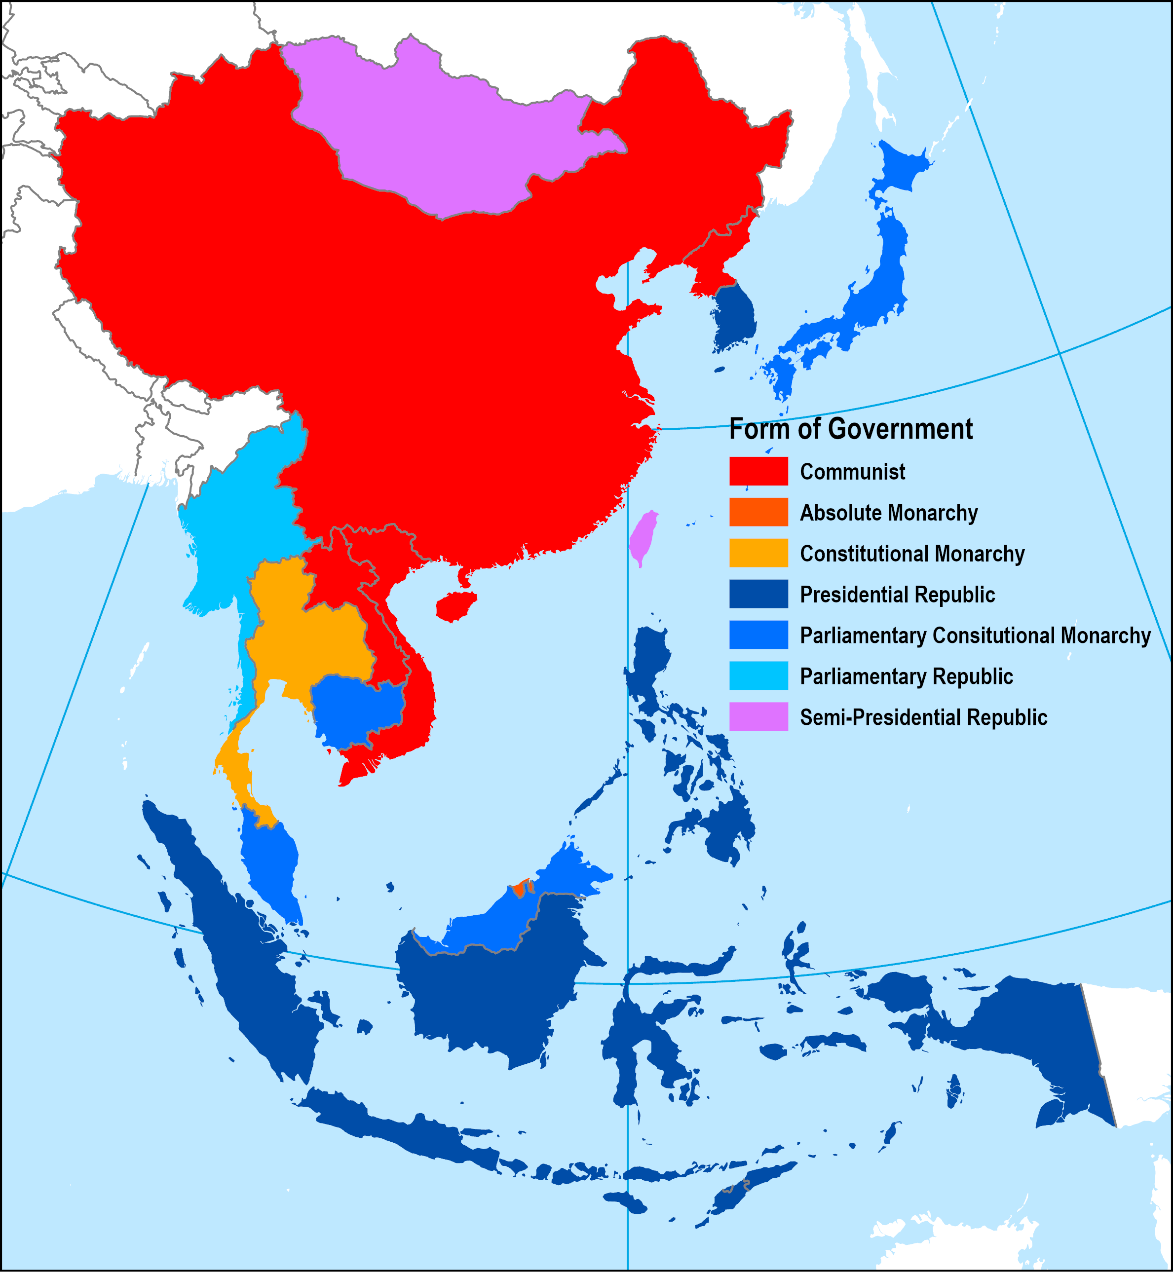 Form of Government
Communist
Absolute Monarchy
Constitutional Monarchy
Presidential Republic
Parliamentary Consitutional Monarchy
Parliamentary Republic
Semi-Presidential Republic